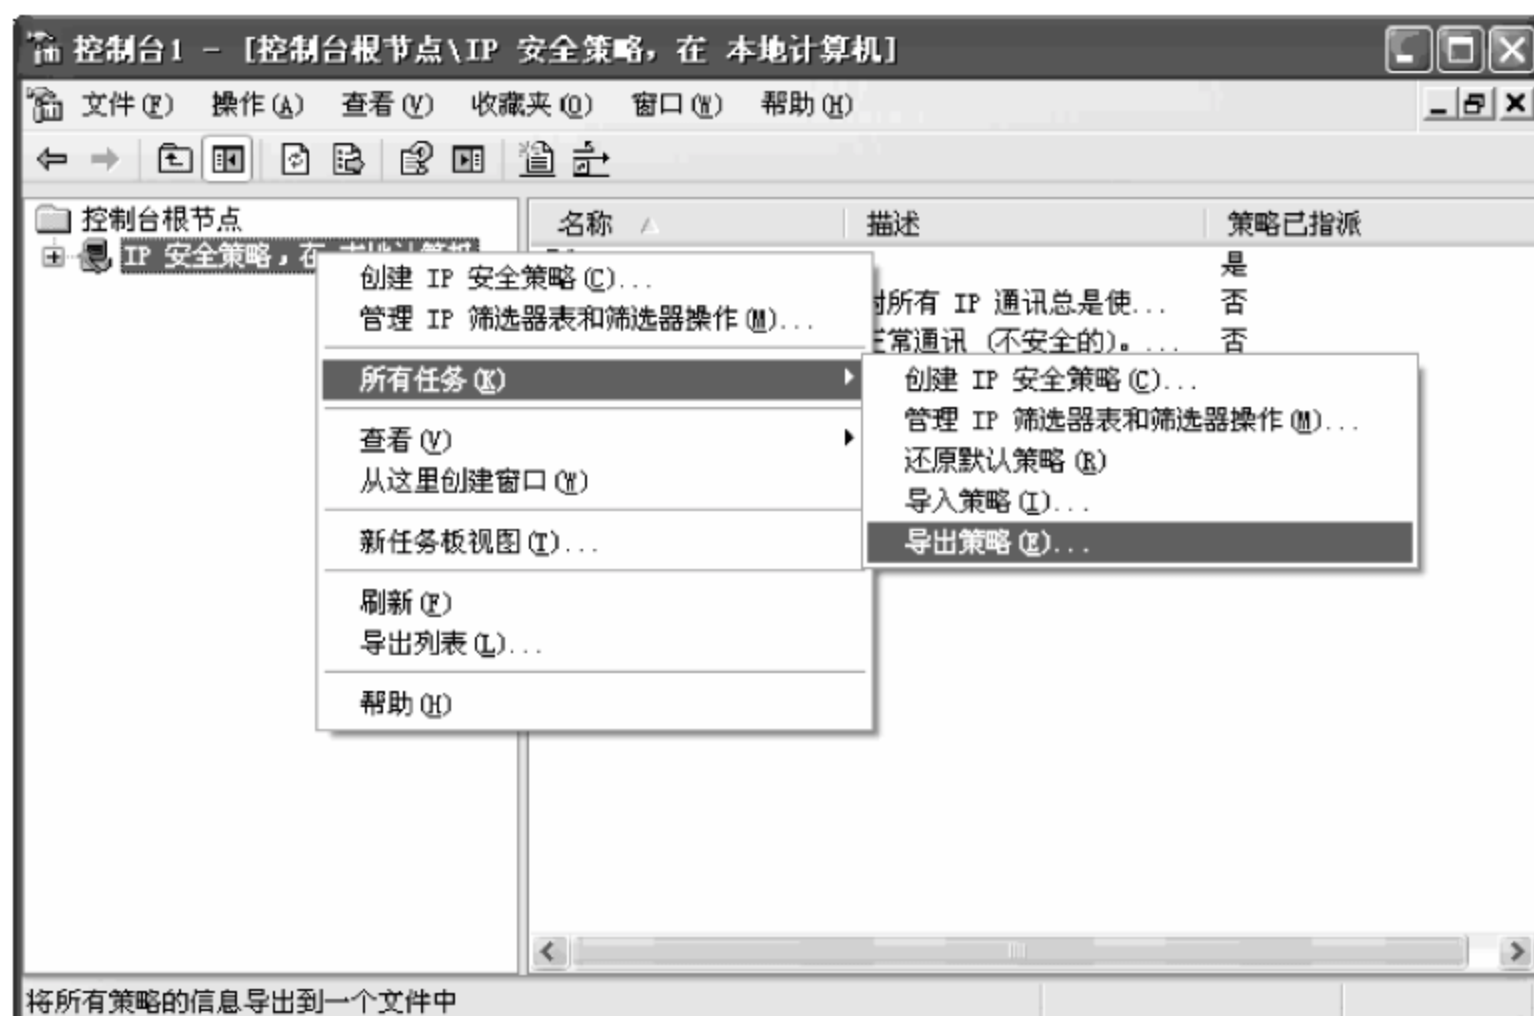 控制台1 - [控制台根节点\IP 安全策略，在 本地计算机]
文件(F) 操作(A) 查看(V) 收藏夹(O) 窗口(W) 帮助(H)
控制台根节点
IP 安全策略，在
名称 描述 策略已指派
是
所有 IP 通讯总是使... 否
常通讯 (不安全的)。... 否
创建 IP 安全策略(C)...
管理 IP 筛选器表和筛选器操作(M)...
所有任务(K)
查看(V)
从这里创建窗口(W)
新任务板视图(T)...
刷新(F)
导出列表(L)...
帮助(H)
创建 IP 安全策略(C)...
管理 IP 筛选器表和筛选器操作(M)...
还原默认策略(R)
导入策略(I)...
导出策略(E)...
将所有策略的信息导出到一个文件中